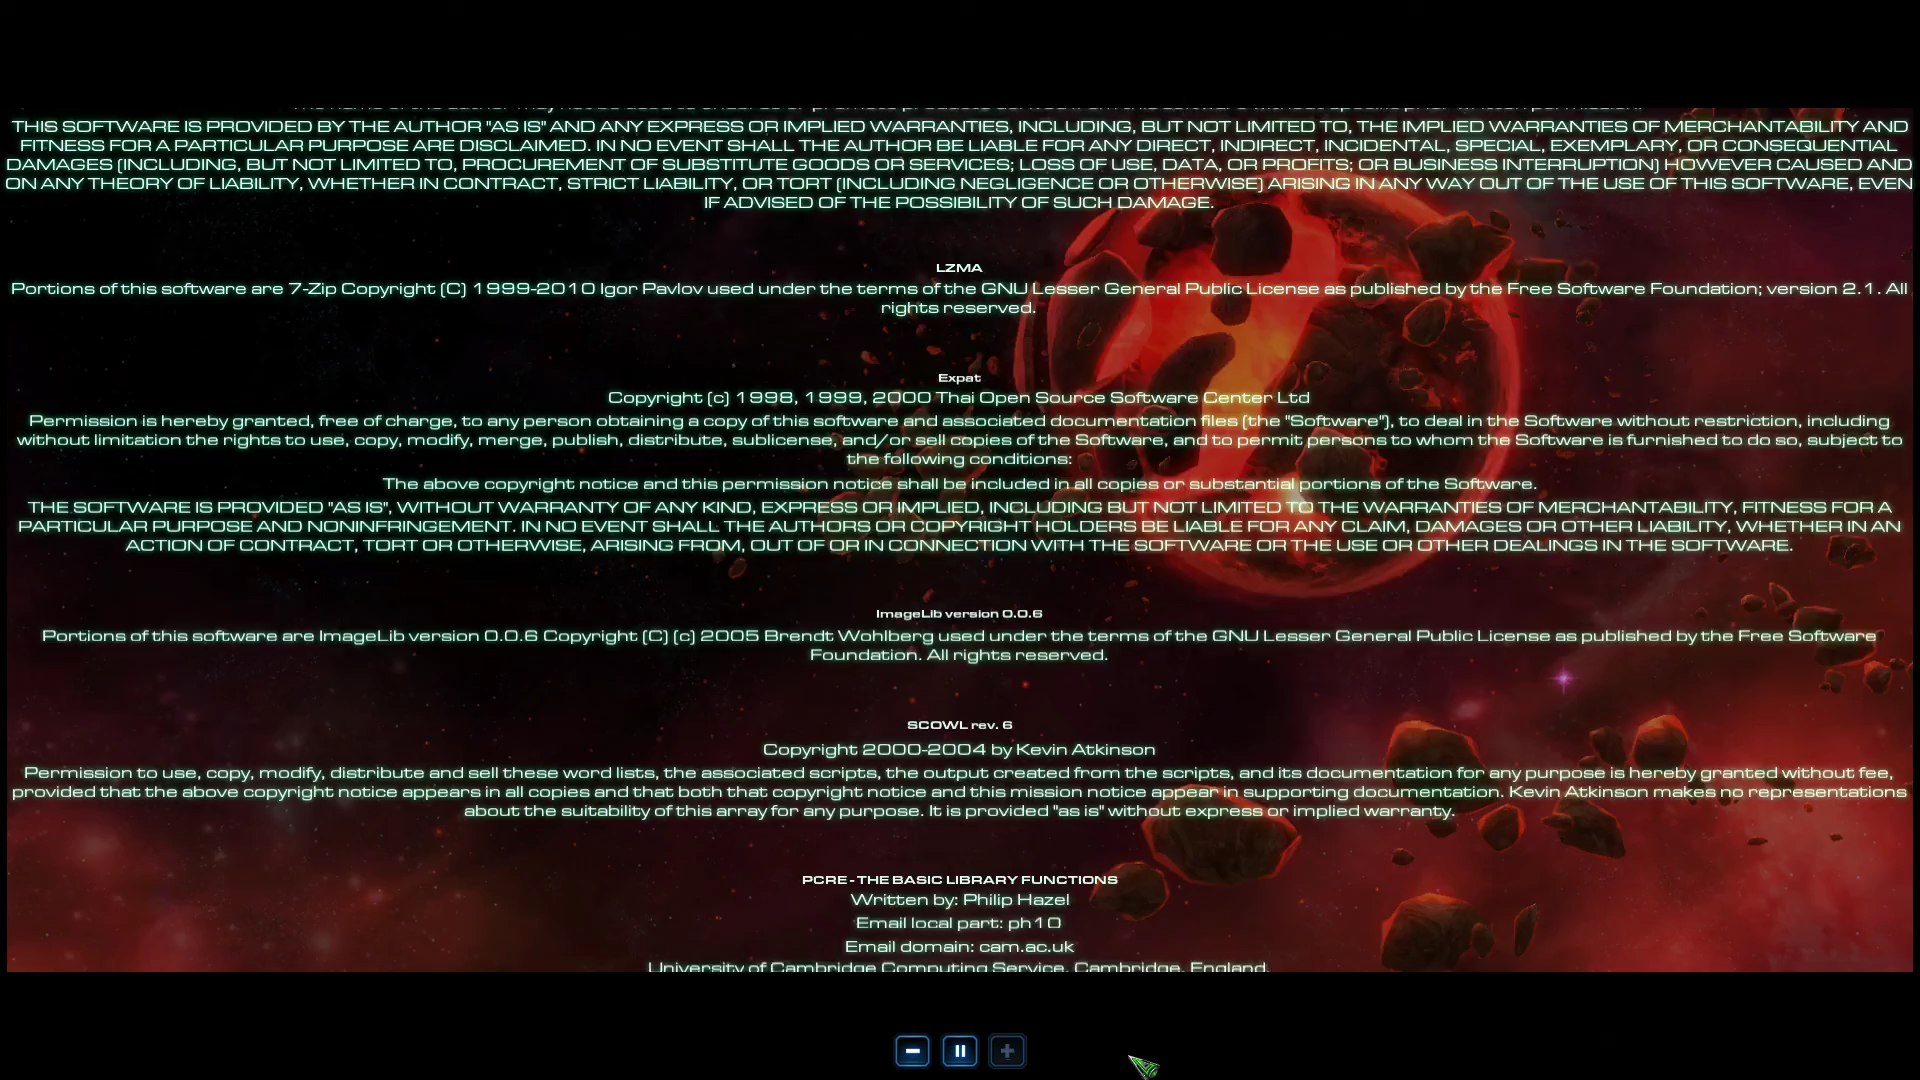 THIS SOFTWARE IS PROVIDED BY THE AUTHOR "AS IS" AND ANY EXPRESS OR IMPLIED WARRANTIES, INCLUDING, BUT NOT LIMITED TO, THE IMPLIED WARRANTIES OF MERCHANTABILITY AND
FITNESS FOR A PARTICULAR PURPOSE ARE DISCLAIMED. IN NO EVENT SHALL THE AUTHOR BE LIABLE FOR ANY DIRECT, INDIRECT, INCIDENTAL, SPECIAL, EXEMPLARY, OR CONSEQUENTIAL
DAMAGES (INCLUDING, BUT NOT LIMITED TO, PROCUREMENT OF SUBSTITUTE GOODS OR SERVICES; LOSS OF USE, DATA, OR PROFITS; OR BUSINESS INTERRUPTION) HOWEVER CAUSED AND
ON ANY THEORY OF LIABILITY, WHETHER IN CONTRACT, STRICT LIABILITY, OR TORT (INCLUDING NEGLIGENCE OR OTHERWISE) ARISING IN ANY WAY OUT OF THE USE OF THIS SOFTWARE, EVEN
IF ADVISED OF THE POSSIBILITY OF SUCH DAMAGE.
LZMA
Portions of this software are 7-Zip Copyright (C) 1999-2010 Igor Pavlov used under the terms of the GNU Lesser General Public License as published by the Free Software Foundation; version 2.1. All
rights reserved.
Expat
Copyright (c) 1998, 1999, 2000 Thai Open Source Software Center Ltd
Permission is hereby granted, free of charge, to any person obtaining a copy of this software and associated documentation files (the "Software"), to deal in the Software without restriction, including
without limitation the rights to use, copy, modify, merge, publish, distribute, sublicense, and/or sell copies of the Software, and to permit persons to whom the Software is furnished to do so, subject to
the following conditions:
The above copyright notice and this permission notice shall be included in all copies or substantial portions of the Software.
THE SOFTWARE IS PROVIDED "AS IS", WITHOUT WARRANTY OF ANY KIND, EXPRESS OR IMPLIED, INCLUDING BUT NOT LIMITED TO THE WARRANTIES OF MERCHANTABILITY, FITNESS FOR A
PARTICULAR PURPOSE AND NONINFRINGEMENT. IN NO EVENT SHALL THE AUTHORS OR COPYRIGHT HOLDERS BE LIABLE FOR ANY CLAIM, DAMAGES OR OTHER LIABILITY, WHETHER IN AN
ACTION OF CONTRACT, TORT OR OTHERWISE, ARISING FROM, OUT OF OR IN CONNECTION WITH THE SOFTWARE OR THE USE OR OTHER DEALINGS IN THE SOFTWARE.
ImageLib version 0.0.6
Portions of this software are ImageLib version 0.0.6 Copyright (C) (c) 2005 Brendt Wohlberg used under the terms of the GNU Lesser General Public License as published by the Free Software
Foundation. All rights reserved.
SCOWL rev. 6
Copyright 2000-2004 by Kevin Atkinson
Permission to use, copy, modify, distribute and sell these word lists, the associated scripts, the output created from the scripts, and its documentation for any purpose is hereby granted without fee,
provided that the above copyright notice appears in all copies and that both that copyright notice and this mission notice appear in supporting documentation. Kevin Atkinson makes no representations
about the suitability of this array for any purpose. It is provided "as is" without express or implied warranty.
PCRE - THE BASIC LIBRARY FUNCTIONS
Written by: Philip Hazel
Email local part: ph10
Email domain: cam.ac.uk
University of Cambridge Computing Service, Cambridge, England.